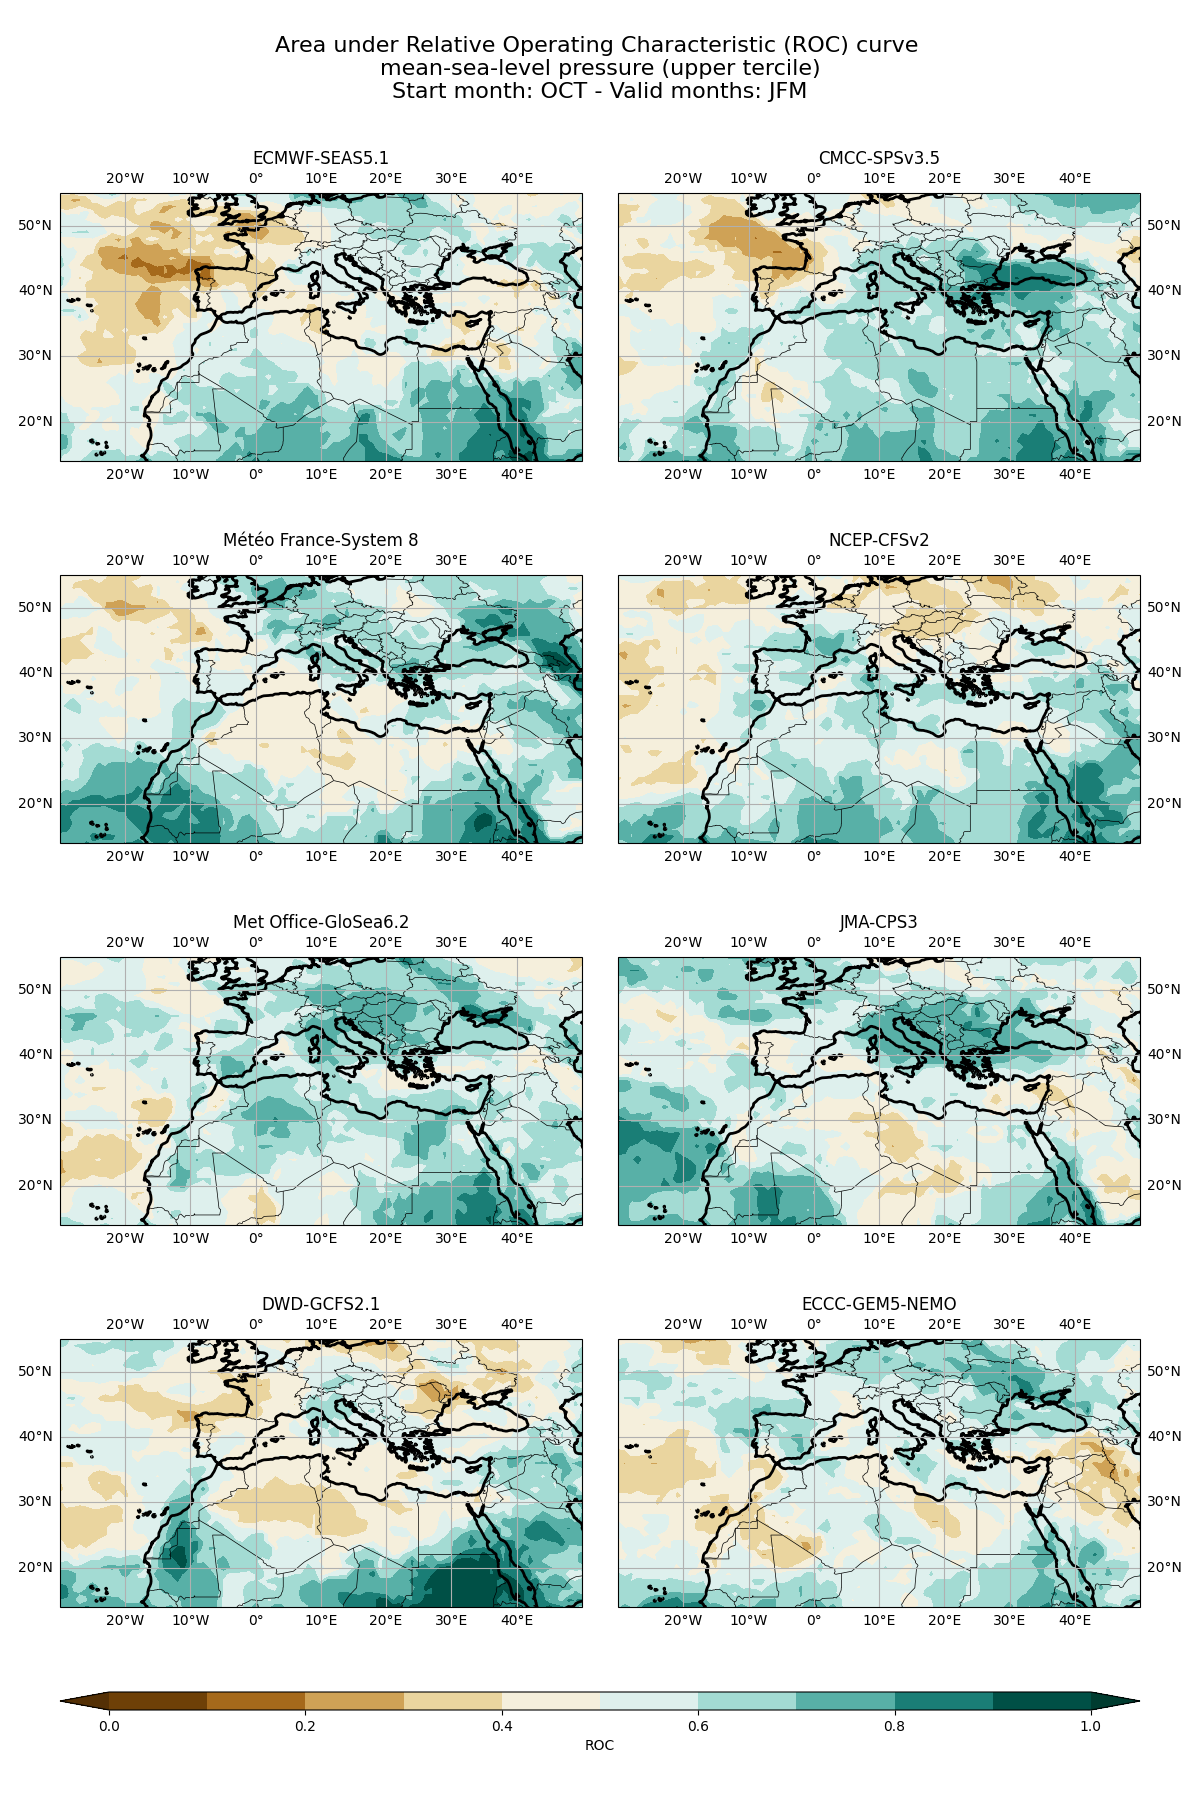 Area under Relative Operating Characteristic (ROC) curve
mean-sea-level pressure (upper tercile)
Start month: OCT - Valid months: JFM
ECMWF-SEAS5.1
20°W 10°W 0° 10°E 20°E 30°E 40°E
50°N
40°N
30°N
20°N
20°W 10°W 0° 10°E 20°E 30°E 40°E
CMCC-SPSv3.5
20°W 10°W 0° 10°E 20°E 30°E 40°E
50°N
40°N
30°N
20°N
20°W 10°W 0° 10°E 20°E 30°E 40°E
Météo France-System 8
20°W 10°W 0° 10°E 20°E 30°E 40°E
50°N
40°N
30°N
20°N
20°W 10°W 0° 10°E 20°E 30°E 40°E
NCEP-CFSv2
20°W 10°W 0° 10°E 20°E 30°E 40°E
50°N
40°N
30°N
20°N
20°W 10°W 0° 10°E 20°E 30°E 40°E
Met Office-GloSea6.2
20°W 10°W 0° 10°E 20°E 30°E 40°E
50°N
40°N
30°N
20°N
20°W 10°W 0° 10°E 20°E 30°E 40°E
JMA-CPS3
20°W 10°W 0° 10°E 20°E 30°E 40°E
50°N
40°N
30°N
20°N
20°W 10°W 0° 10°E 20°E 30°E 40°E
DWD-GCFS2.1
20°W 10°W 0° 10°E 20°E 30°E 40°E
50°N
40°N
30°N
20°N
20°W 10°W 0° 10°E 20°E 30°E 40°E
ECCC-GEM5-NEMO
20°W 10°W 0° 10°E 20°E 30°E 40°E
50°N
40°N
30°N
20°N
20°W 10°W 0° 10°E 20°E 30°E 40°E
0.0 0.2 0.4 0.6 0.8 1.0
ROC